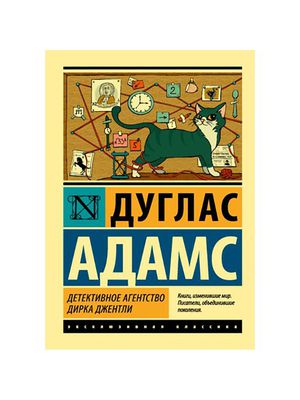 ДУГЛАС
АДАМС
ДЕТЕКТИВНОЕ АГЕНТСТВО
ДИРКА ДЖЕНТЛИ
Книги, изменившие мир.
Писатели, объединившие
поколения.
ЭКСКЛЮЗИВНАЯ КЛАССИКА